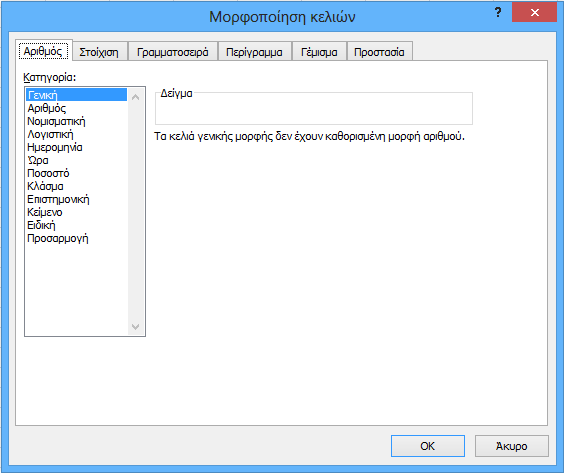 Μορφοποίηση κελιών
?
Αριθμός Στοίχιση Γραμματοσειρά Περίγραμμα Γέμισμα Προστασία
Κατηγορία:
Γενική
Αριθμός
Νομισματική
Λογιστική
Ημερομηνία
Ώρα
Ποσοστό
Κλάσμα
Επιστημονική
Κείμενο
Ειδική
Προσαρμογή
Δείγμα
Τα κελιά γενικής μορφής δεν έχουν καθορισμένη μορφή αριθμού.
OK Άκυρο